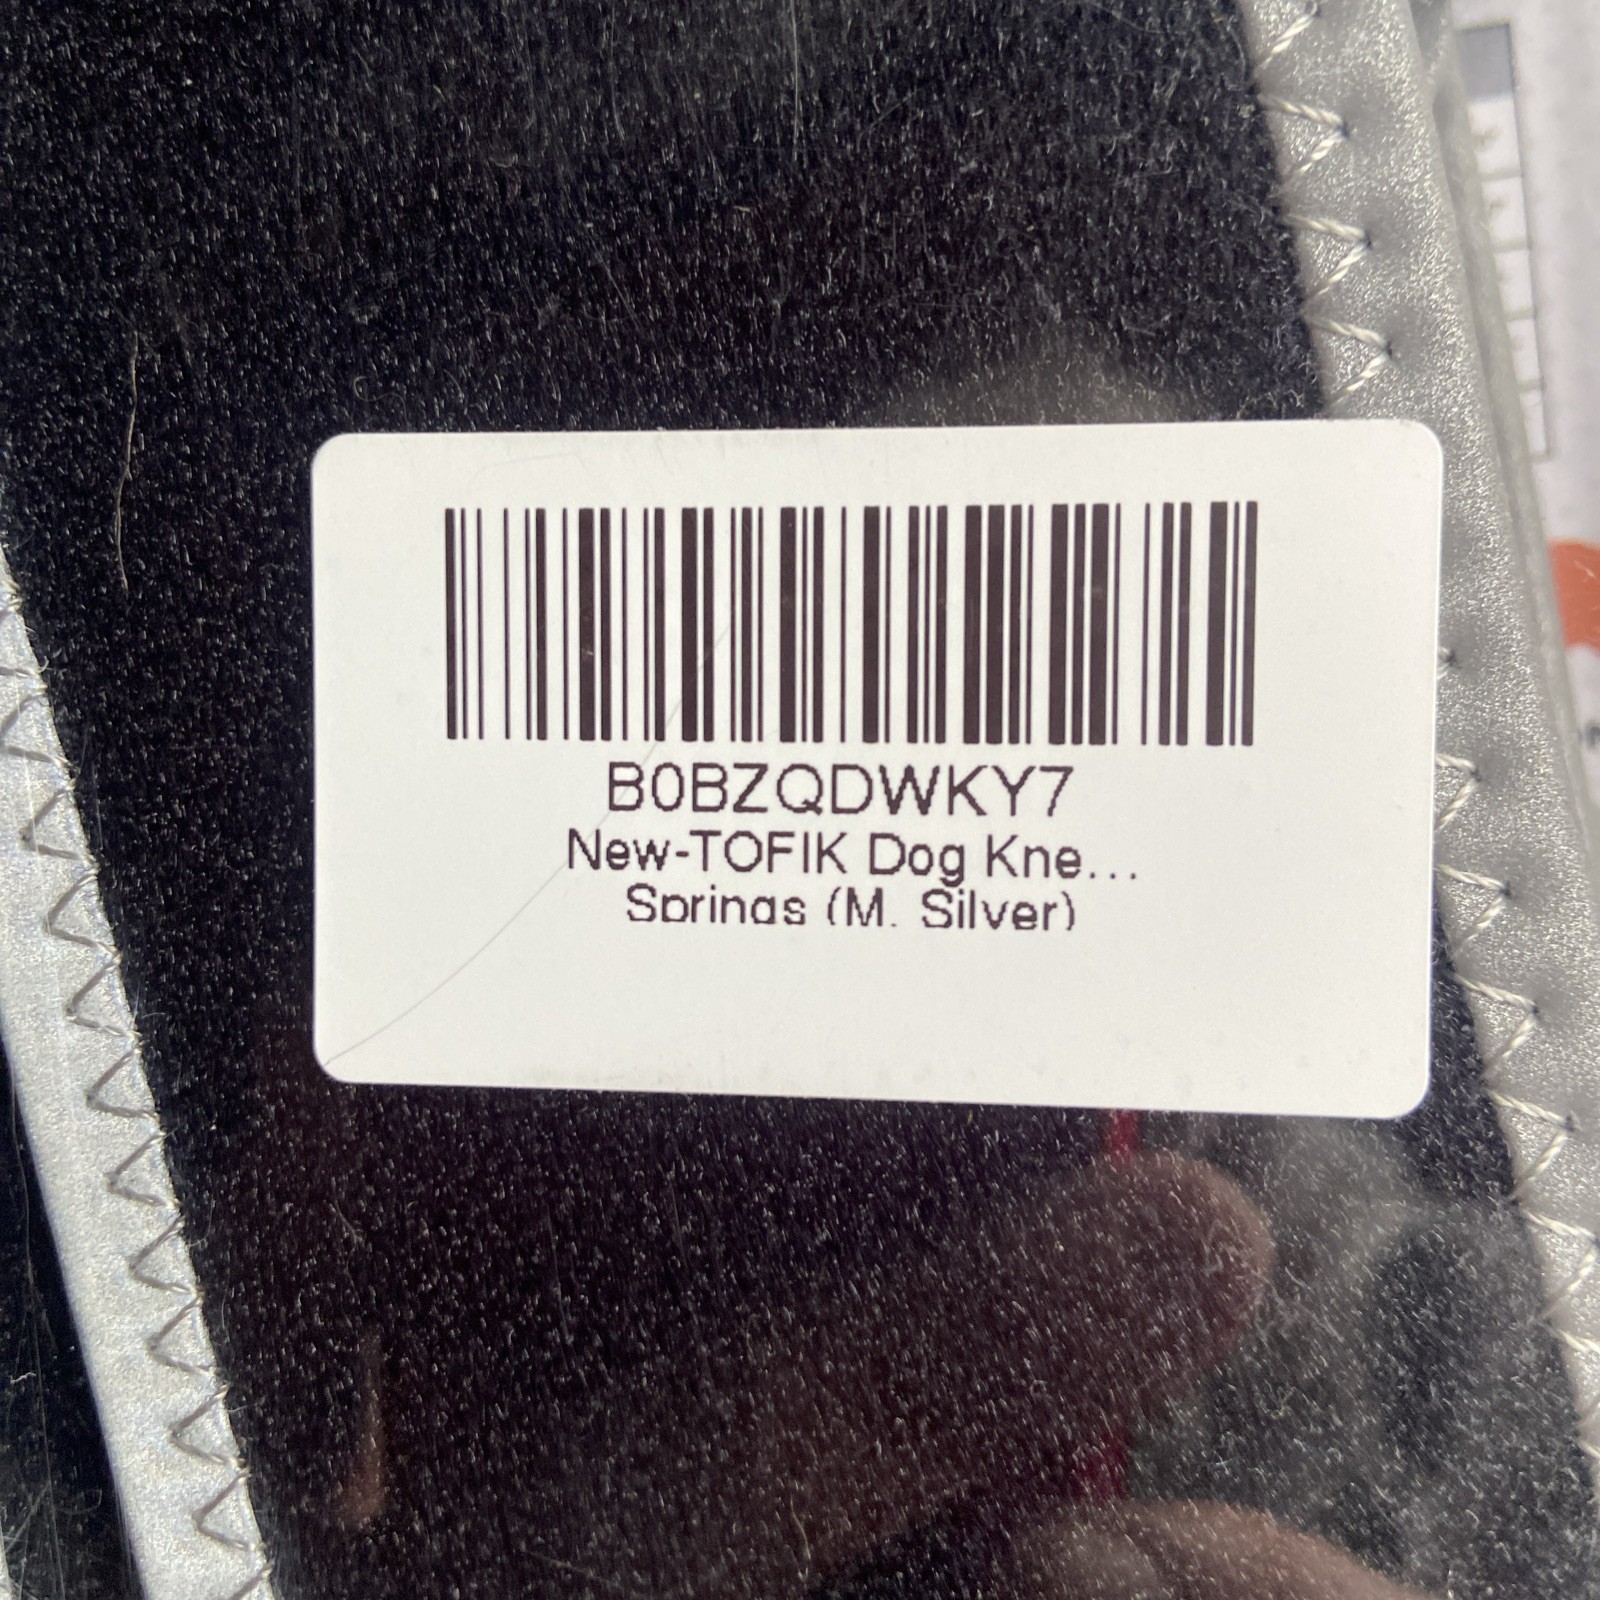 B0BZQDWKY7
New-TOFIK Dog Kne...
Springs (M, Silver)